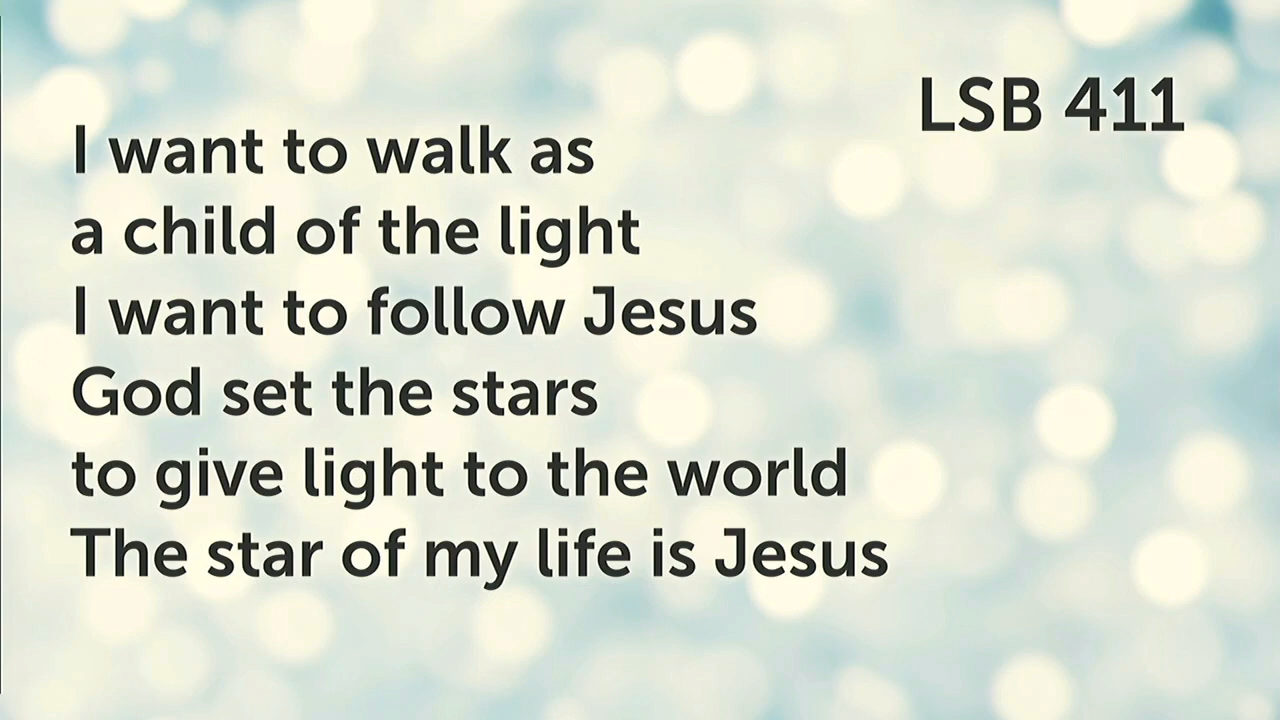 LSB 411
I want to walk as
a child of the light
I want to follow Jesus
God set the stars
to give light to the world
The star of my life is Jesus